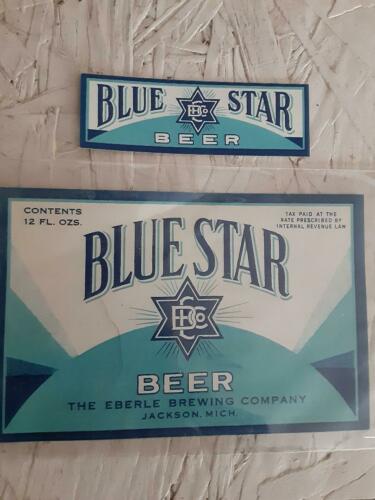 BLUE STAR
EBCo
BEER
CONTENTS
12 FL. OZS.
TAX PAID AT THE
RATE PRESCRIBED BY
INTERNAL REVENUE LAW
BLUE STAR
EBCo
BEER
THE EBERLE BREWING COMPANY
JACKSON, MICH.